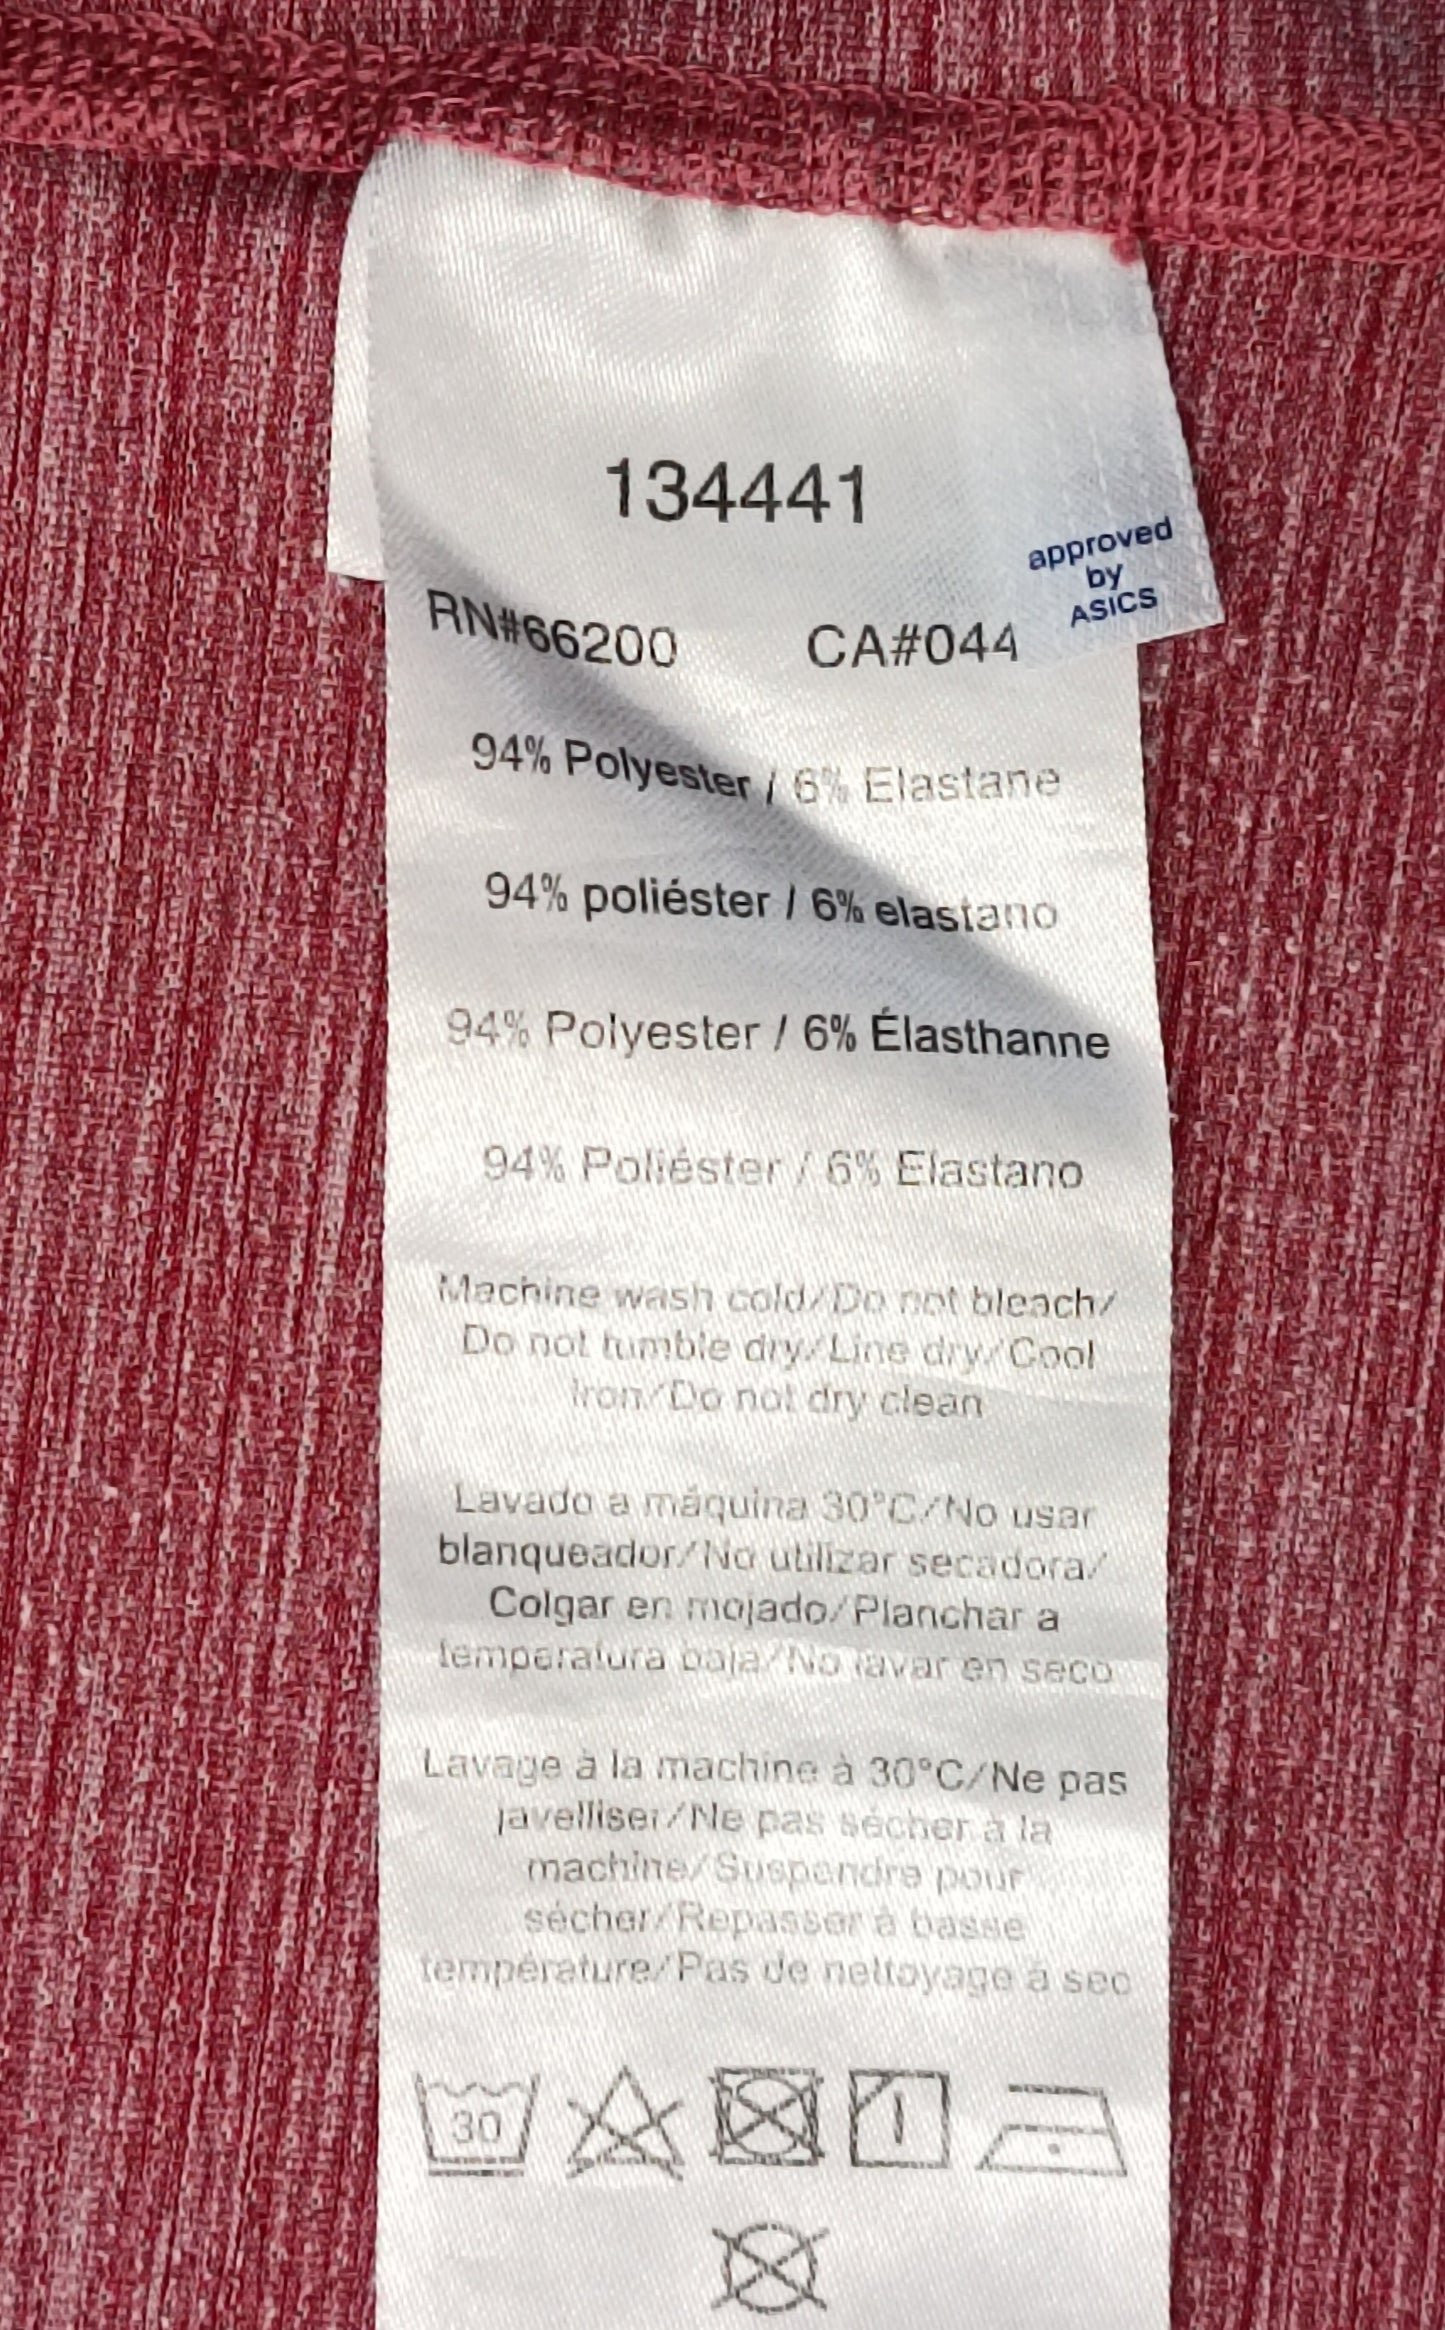 134441
approved
by
ASICS
RN#66200 CA#044
94% Polyester / 6% Elastane
94% poliéster / 6% elastano
94% Polyester / 6% Élasthanne
94% Poliéster / 6% Elastano
Machine wash cold/Do not bleach/
Do not tumble dry/Line dry/Cool
Iron/Do not dry clean
Lavado a máquina 30°C/No usar
blanqueador/No utilizar secadora/
Colgar en mojado/Planchar a
temperatura baja/No lavar en seco
Lavage à la machine à 30°C/Ne pas
javelliser/Ne pas sécher à la
machine/Suspendre pour
sécher/Repasser à basse
température/Pas de nettoyage à sec
30